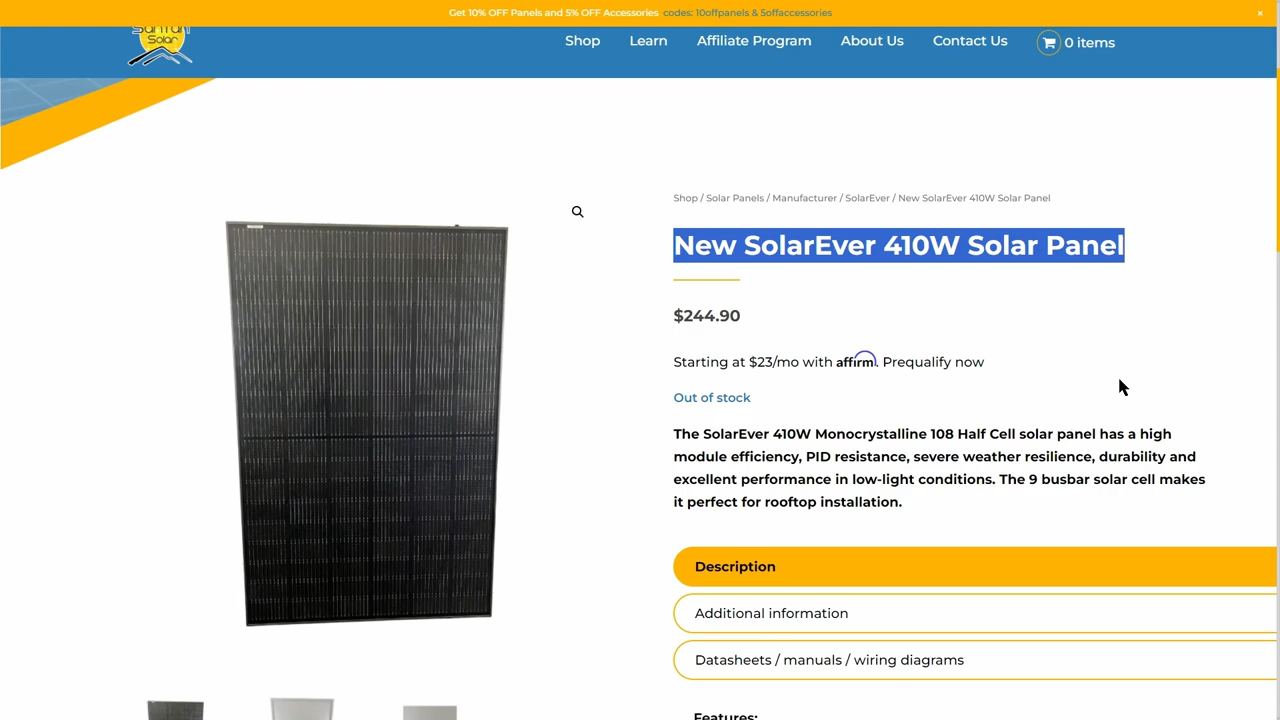 Get 10% OFF Panels and 5% OFF Accessories codes: 10offpanels & 5offaccessories
×
SanTan
Solar
Shop
Learn
Affiliate Program
About Us
Contact Us
0 items
Shop / Solar Panels / Manufacturer / SolarEver / New SolarEver 410W Solar Panel
New SolarEver 410W Solar Panel
$244.90
Starting at $23/mo with affirm. Prequalify now
Out of stock
The SolarEver 410W Monocrystalline 108 Half Cell solar panel has a high
module efficiency, PID resistance, severe weather resilience, durability and
excellent performance in low-light conditions. The 9 busbar solar cell makes
it perfect for rooftop installation.
Description
Additional information
Datasheets / manuals / wiring diagrams
Features: